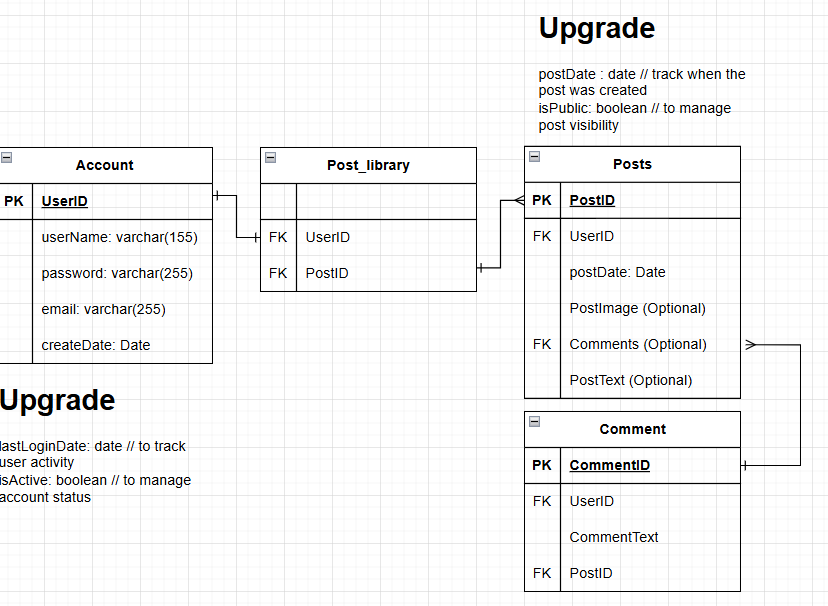 Upgrade
postDate : date // track when the
post was created
isPublic: boolean // to manage
post visibility
Account
PK UserID
userName: varchar(155)
password: varchar(255)
email: varchar(255)
createDate: Date
Post_library
FK UserID
FK PostID
Posts
PK PostID
FK UserID
postDate: Date
PostImage (Optional)
FK Comments (Optional)
PostText (Optional)
Upgrade
lastLoginDate: date // to track
user activity
isActive: boolean // to manage
account status
Comment
PK CommentID
FK UserID
CommentText
FK PostID